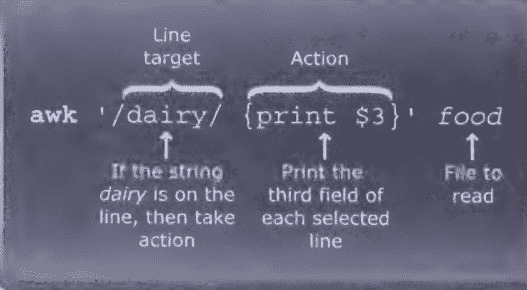 Line
target
Action
awk '/dairy/ {print $3}' food
If the string
dairy is on the
line, then take
action
Print the
third field of
each selected
line
File to
read